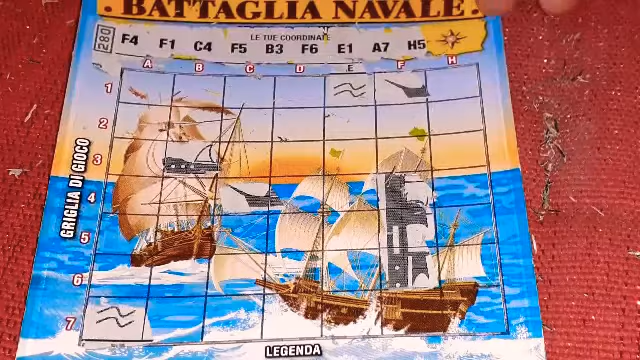 BATTAGLIA NAVALE
LE TUE COORDINATE
280
F4 F1 C4 F5 B3 F6 E1 A7 H5
A B C D E F H
1
2
3
4
5
6
7
GRIGLIA DI GIOCO
LEGENDA